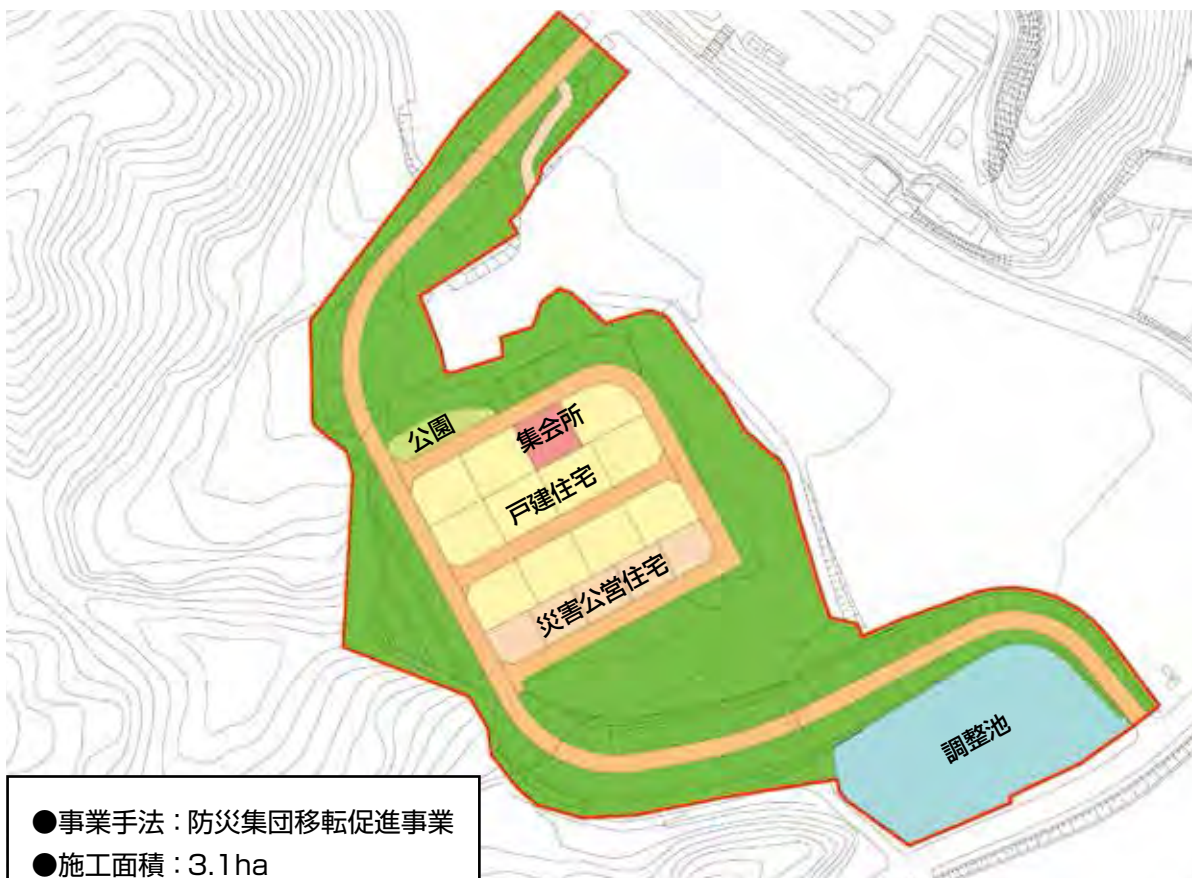 公園
集会所
戸建住宅
災害公営住宅
調整池
●事業手法：防災集団移転促進事業
●施工面積：3.1ha